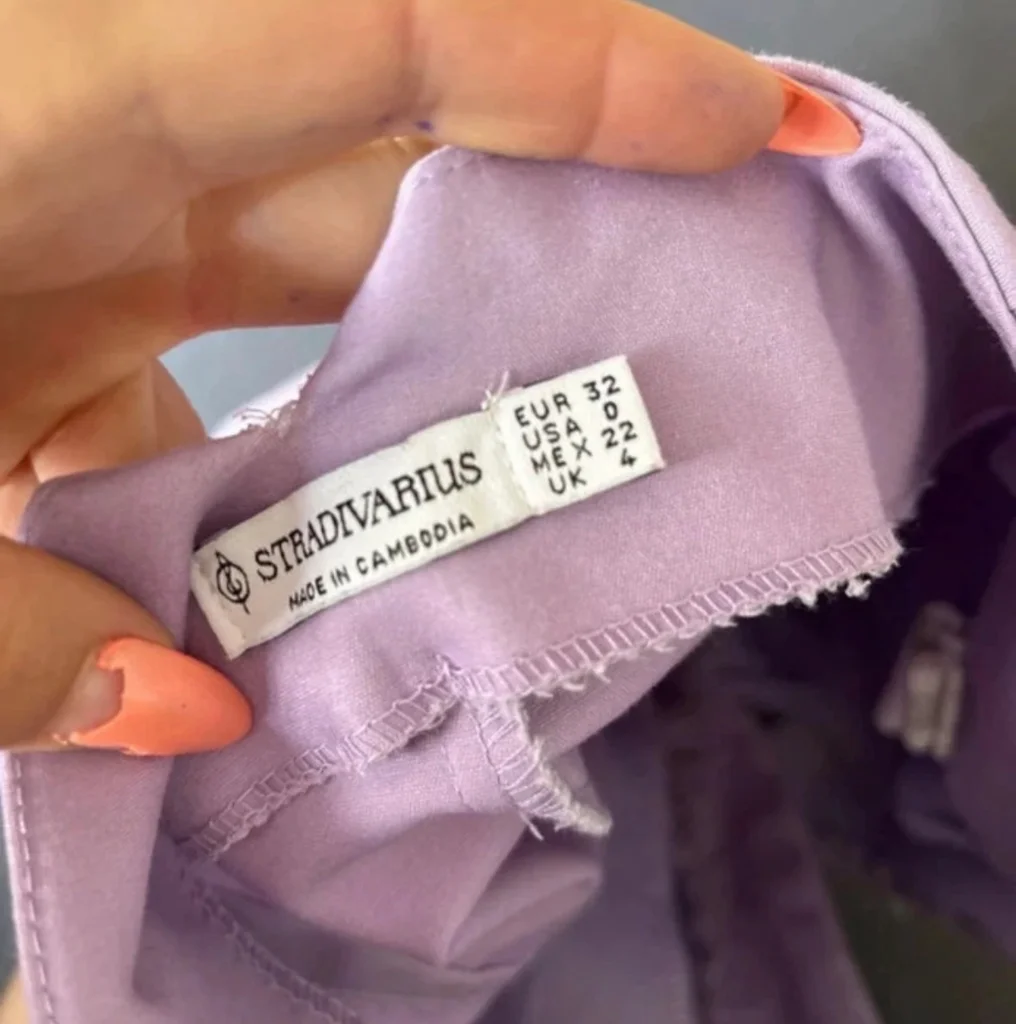 STRADIVARIUS
MADE IN CAMBODIA
EUR 32
USA 0
MEX 22
UK 4